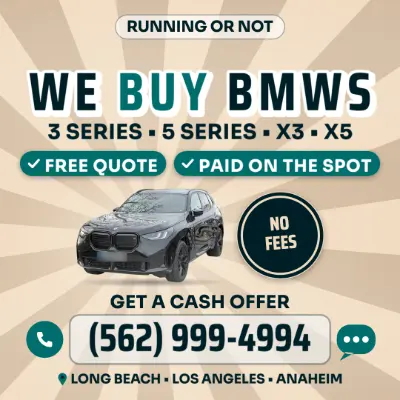 RUNNING OR NOT
WE BUY BMWS
3 SERIES ▪ 5 SERIES ▪ X3 ▪ X5
✓ FREE QUOTE ✓ PAID ON THE SPOT
NO
FEES
GET A CASH OFFER
(562) 999-4994
LONG BEACH ▪ LOS ANGELES ▪ ANAHEIM